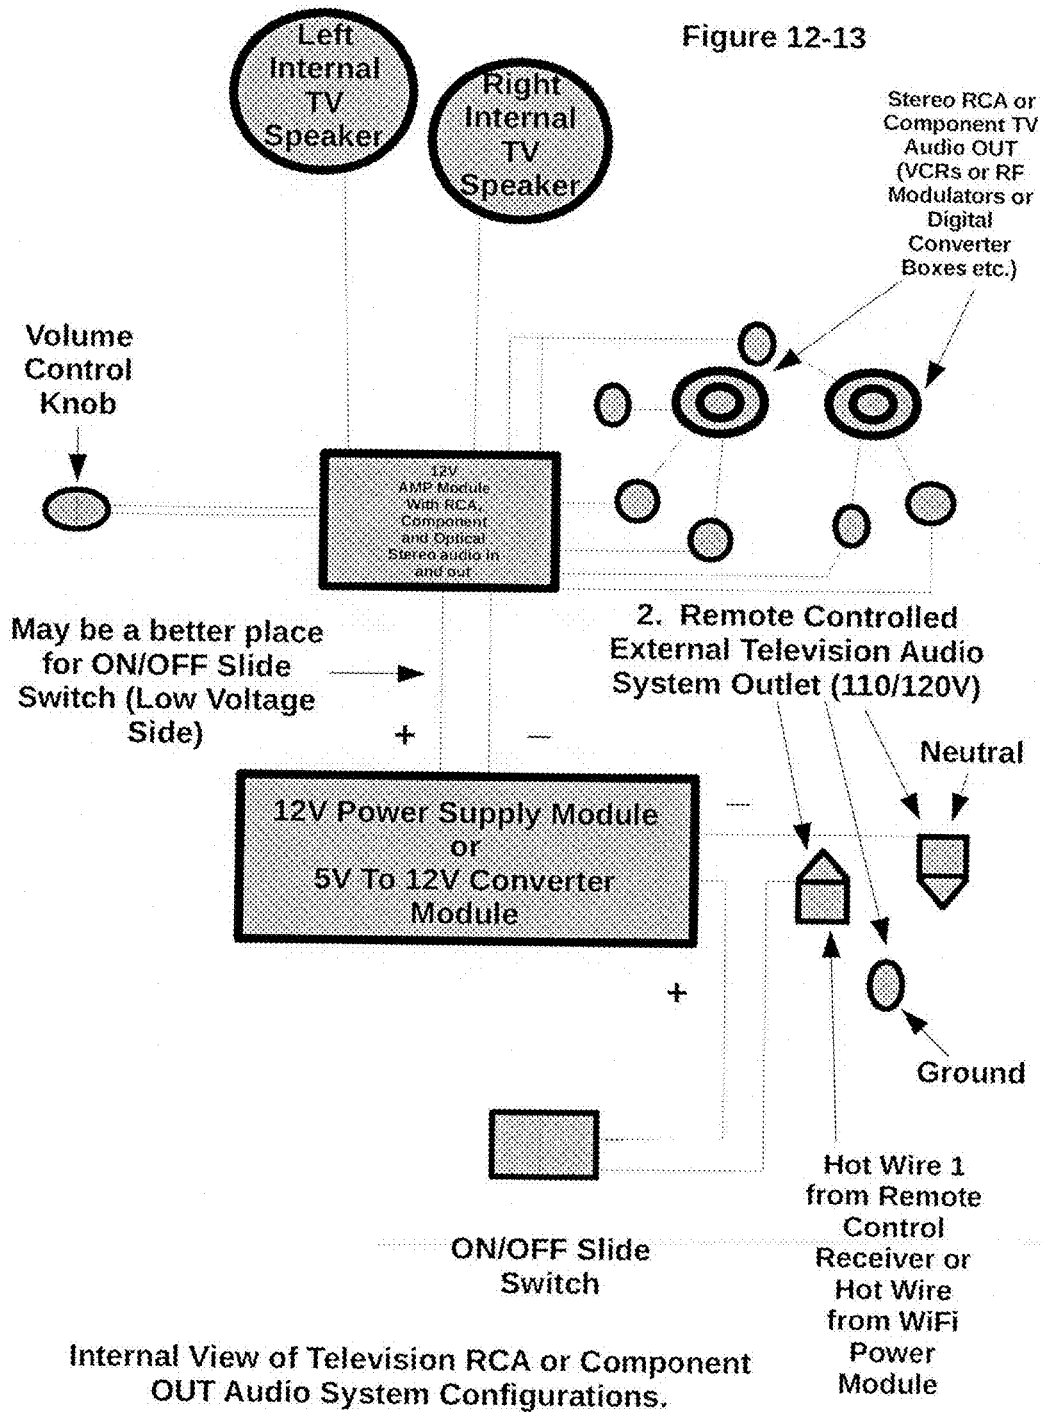 Figure 12-13
Left
Internal
TV
Speaker
Right
Internal
TV
Speaker
Stereo RCA or
Component TV
Audio OUT
(VCRs or RF
Modulators or
Digital
Converter
Boxes etc.)
Volume
Control
Knob
12V
AMP Module
With RCA,
Component
and Optical
Stereo audio in
and out
May be a better place
for ON/OFF Slide
Switch (Low Voltage
Side)
2. Remote Controlled
External Television Audio
System Outlet (110/120V)
+
—
Neutral
12V Power Supply Module
or
5V To 12V Converter
Module
—
+
Ground
ON/OFF Slide
Switch
Hot Wire 1
from Remote
Control
Receiver or
Hot Wire
from WiFi
Power
Module
Internal View of Television RCA or Component
OUT Audio System Configurations.